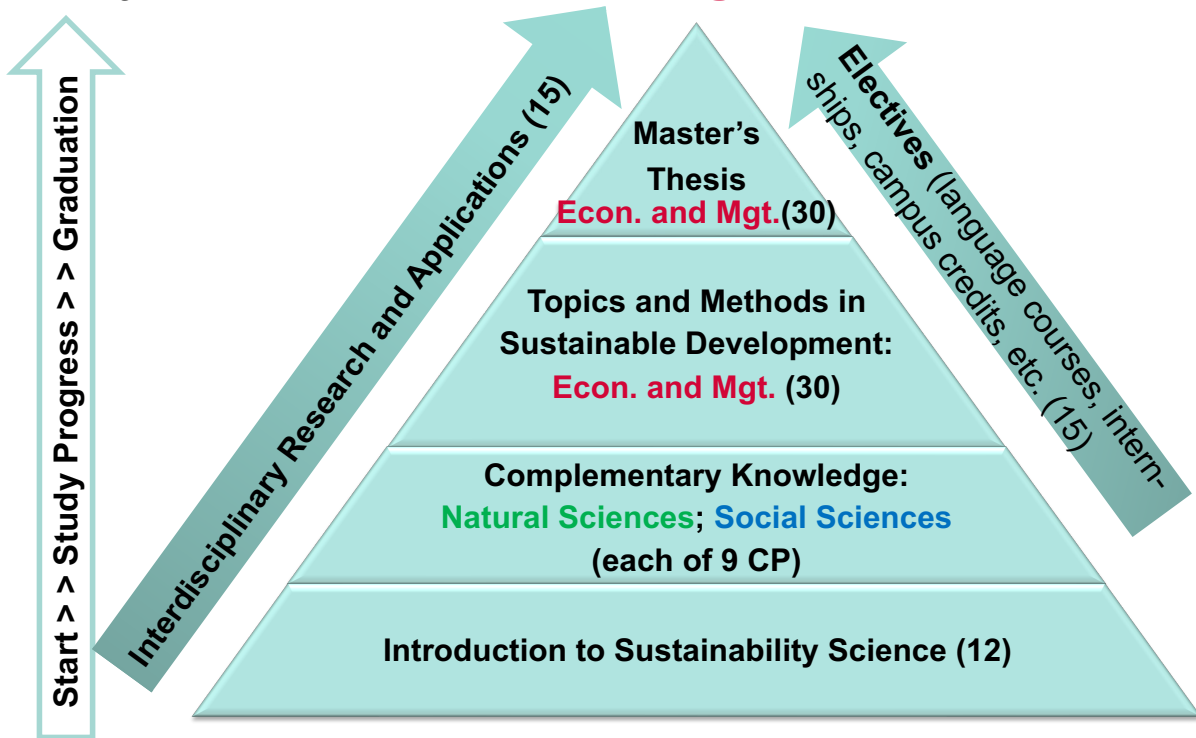 Start > > Study Progress > > Graduation
Interdisciplinary Research and Applications (15)
Master’s
Thesis
Econ. and Mgt.(30)
Topics and Methods in
Sustainable Development:
Econ. and Mgt. (30)
Complementary Knowledge:
Natural Sciences; Social Sciences
(each of 9 CP)
Introduction to Sustainability Science (12)
Electives (language courses, intern-
ships, campus credits, etc. (15)